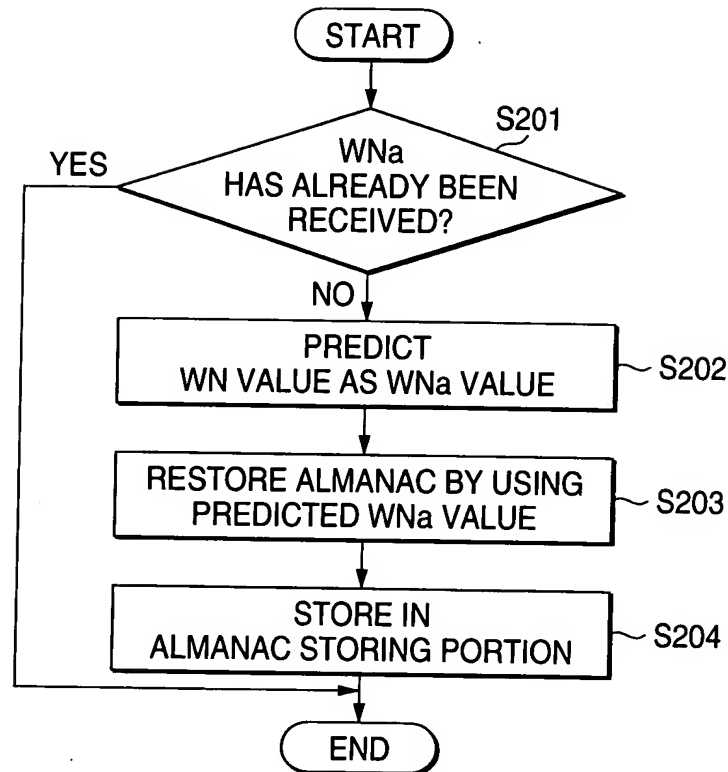 START
S201
WNa
HAS ALREADY BEEN
RECEIVED?
YES
NO
PREDICT
WN VALUE AS WNa VALUE
S202
RESTORE ALMANAC BY USING
PREDICTED WNa VALUE
S203
STORE IN
ALMANAC STORING PORTION
S204
END